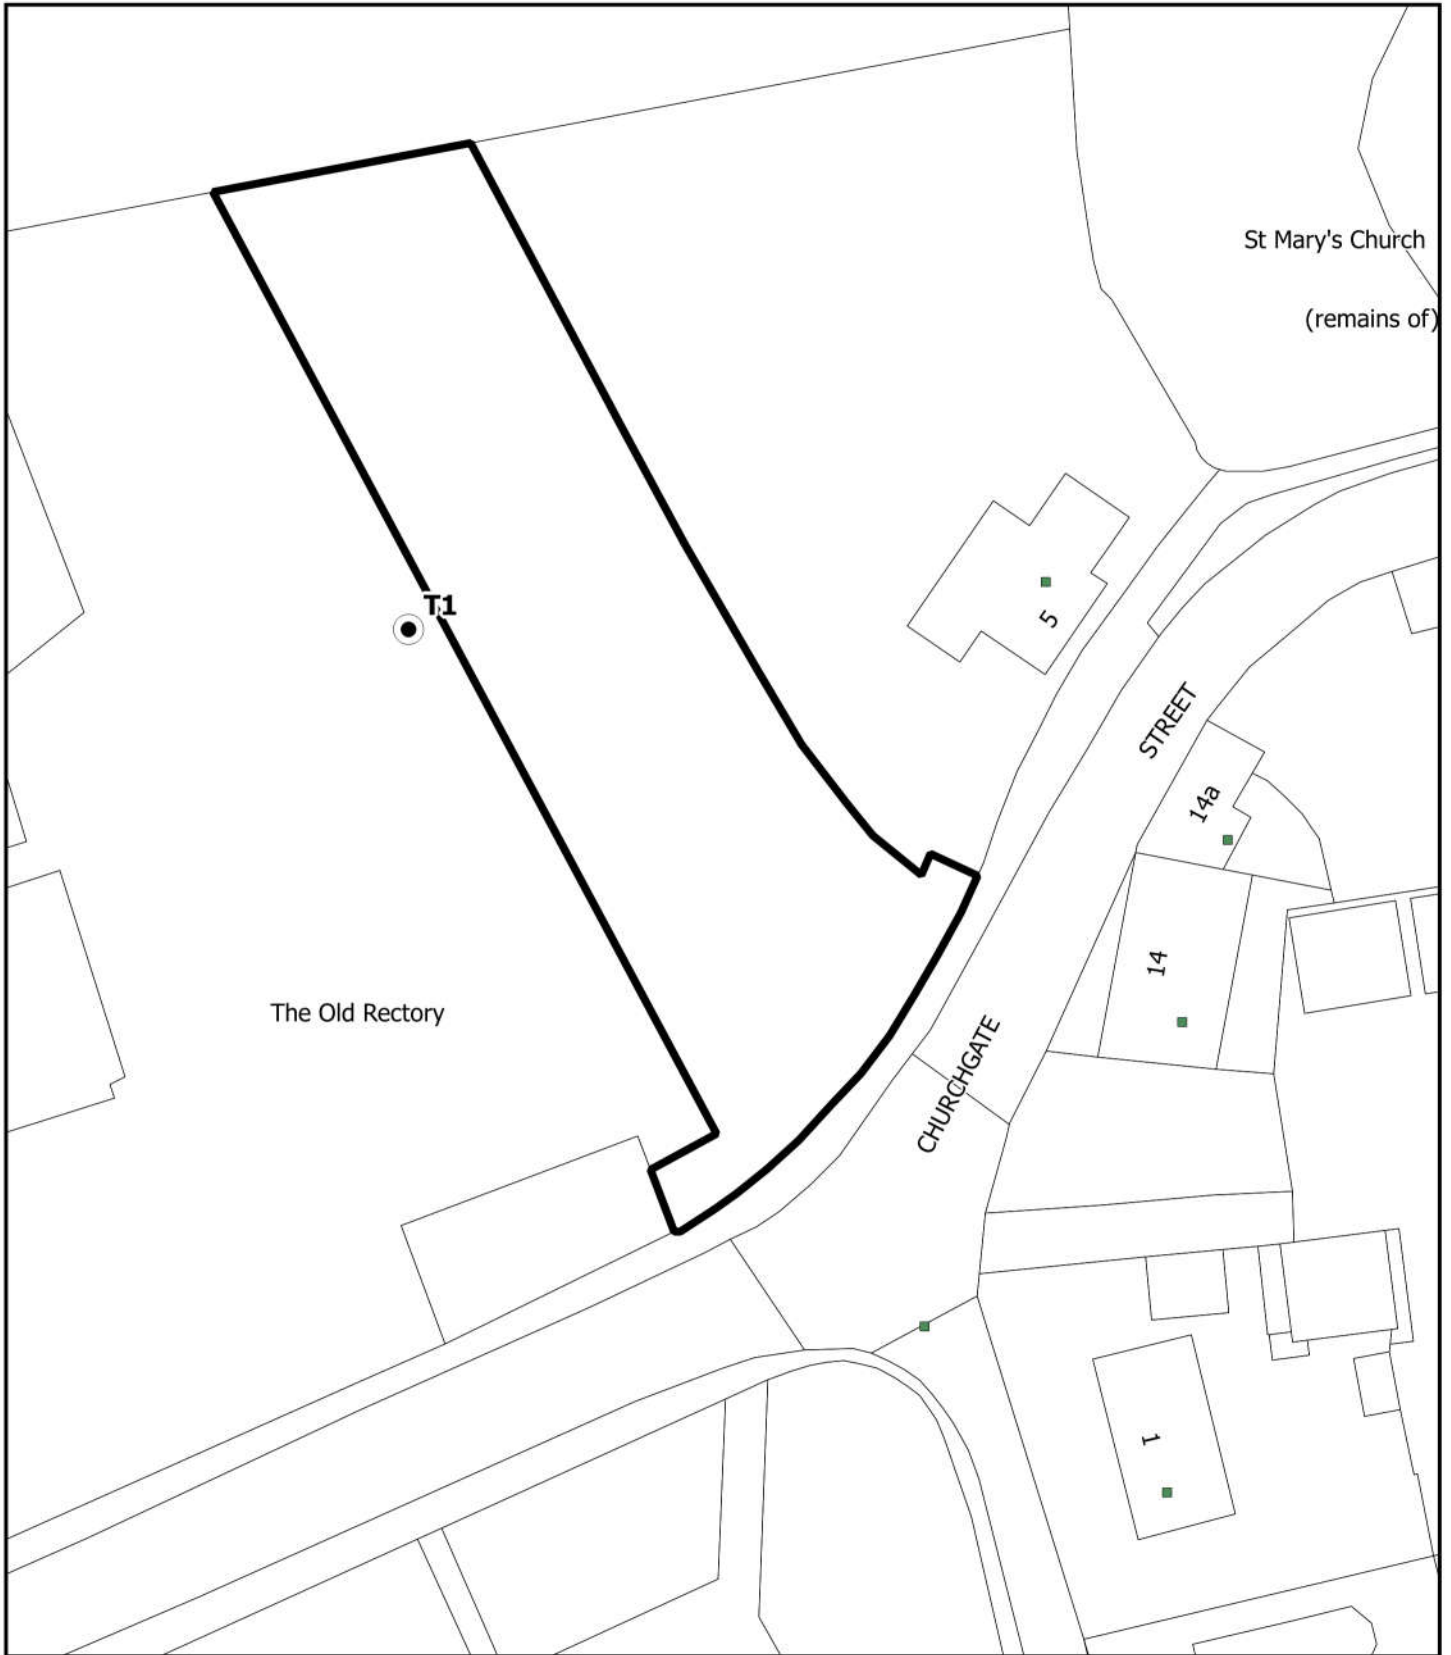 St Mary's Church
(remains of)
T1
5
STREET
14a
14
The Old Rectory
CHURCHGATE
1